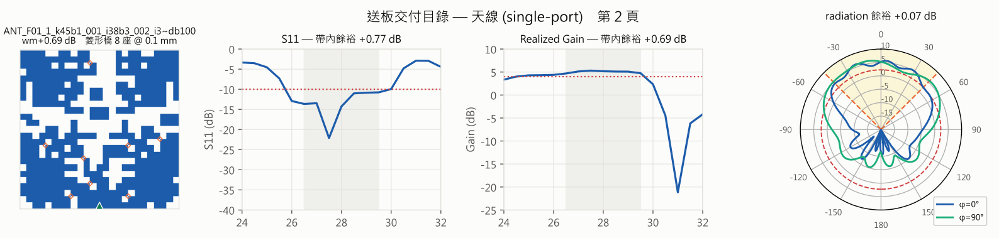 送板交付目錄 — 天線 (single-port)　第 2 頁
ANT_F01_1_k45b1_001_i38b3_002_i3~db100
wm+0.69 dB　菱形橋 8 座 @ 0.1 mm
S11 — 帶內餘裕 +0.77 dB
S11 (dB)
0
-5
-10
-15
-20
-25
-30
-35
-40
24 26 28 30 32
Realized Gain — 帶內餘裕 +0.69 dB
Gain (dB)
10
5
0
-5
-10
-15
-20
-25
24 26 28 30 32
radiation 餘裕 +0.07 dB
0
30
60
90
120
150
180
-150
-120
-90
-60
-30
10
5
0
-5
-10
-15
φ=0°
φ=90°